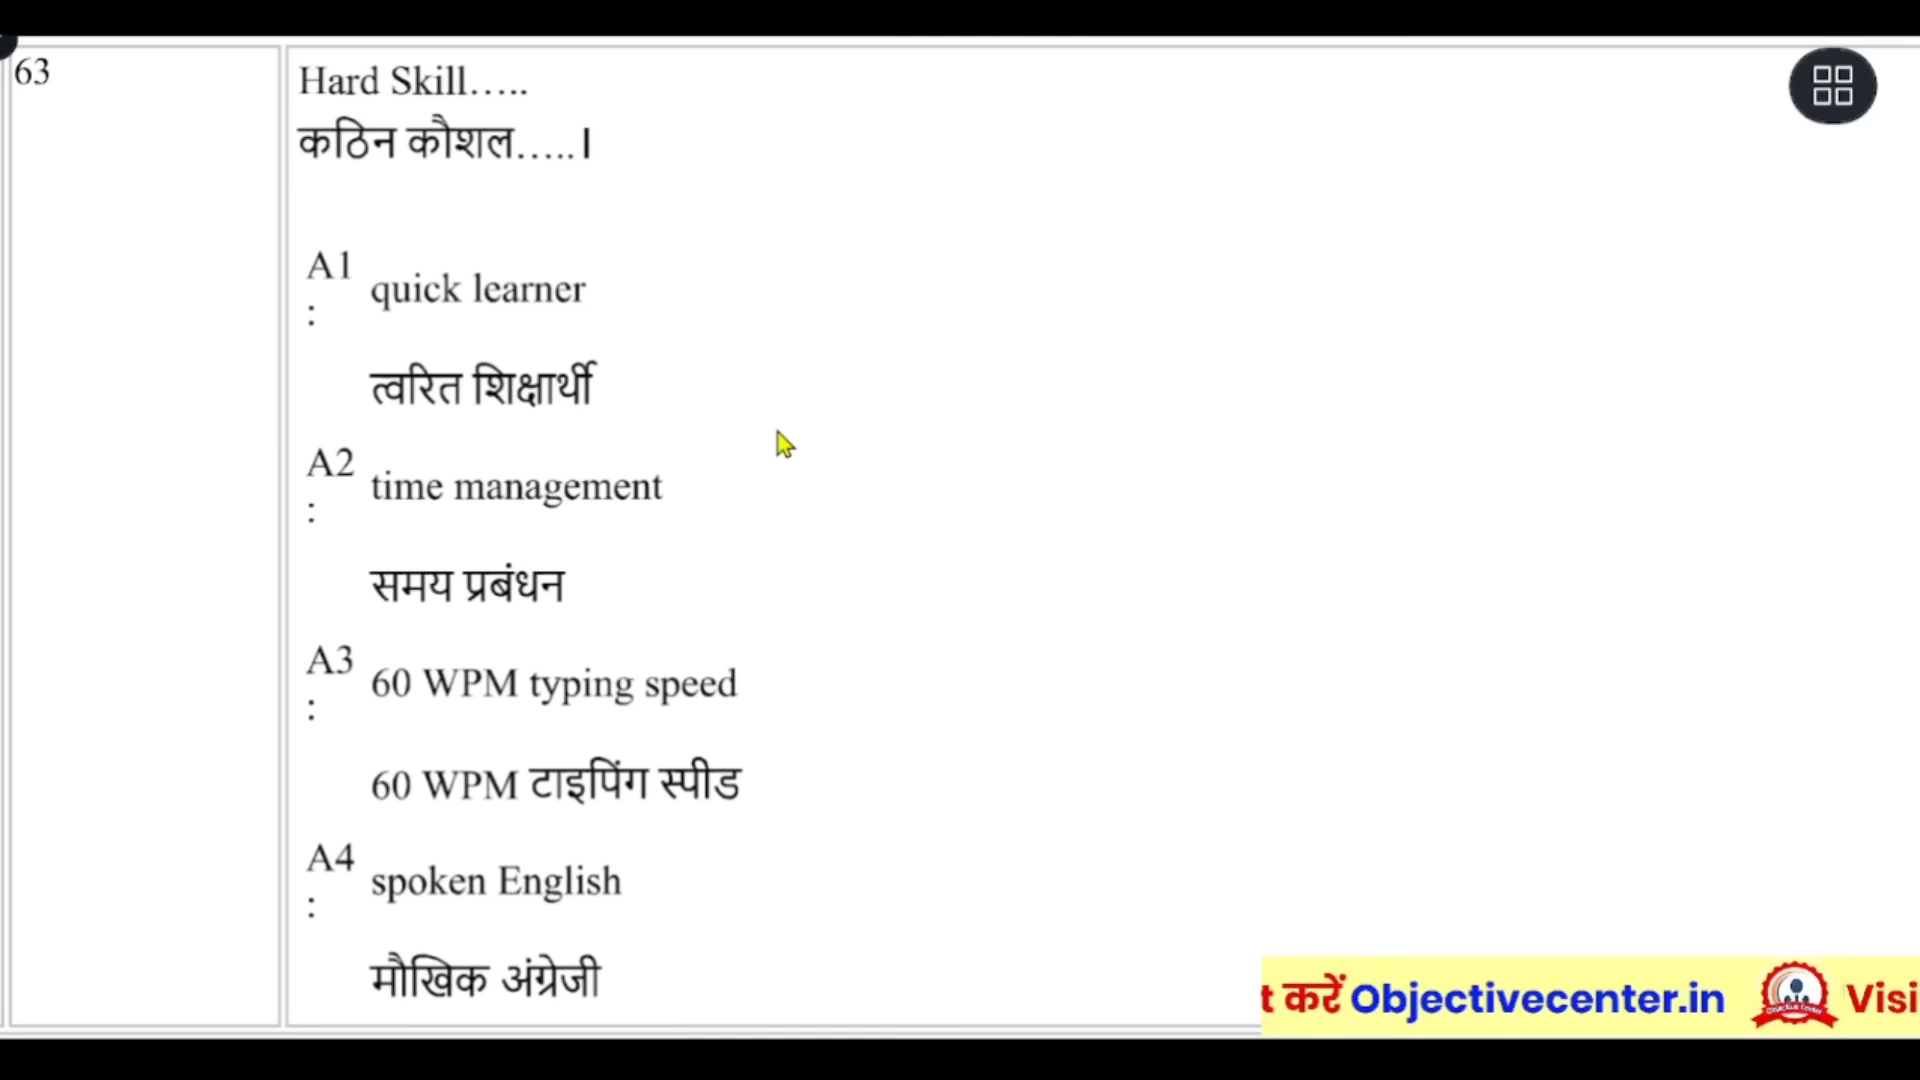 63
Hard Skill…..
कठिन कौशल…..।
A1
:
quick learner
त्वरित शिक्षार्थी
A2
:
time management
समय प्रबंधन
A3
:
60 WPM typing speed
60 WPM टाइपिंग स्पीड
A4
:
spoken English
मौखिक अंग्रेजी
t करें Objectivecenter.in Visi